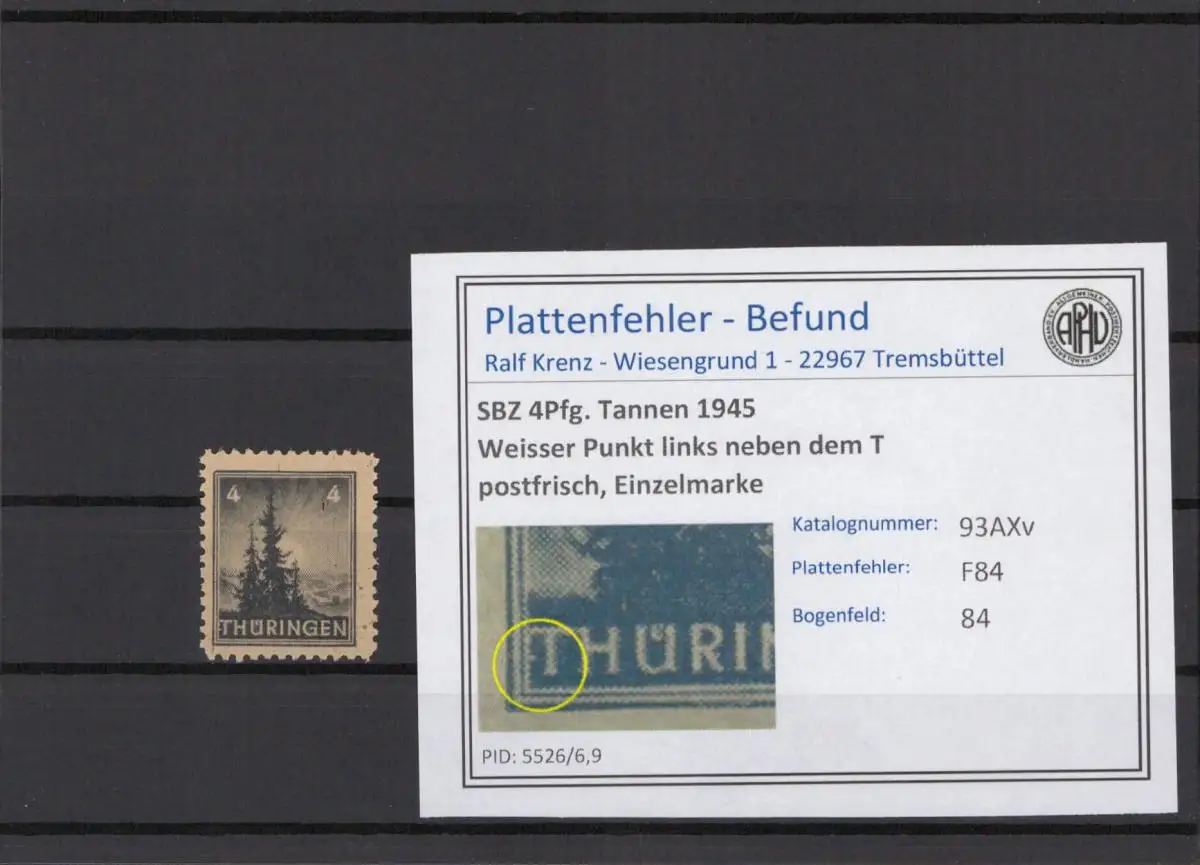 4 4
THÜRINGEN
Plattenfehler - Befund
Ralf Krenz - Wiesengrund 1 - 22967 Tremsbüttel
APHV
SBZ 4Pfg. Tannen 1945
Weisser Punkt links neben dem T
postfrisch, Einzelmarke
Katalognummer: 93AXv
Plattenfehler: F84
Bogenfeld: 84
THÜRIN
PID: 5526/6,9